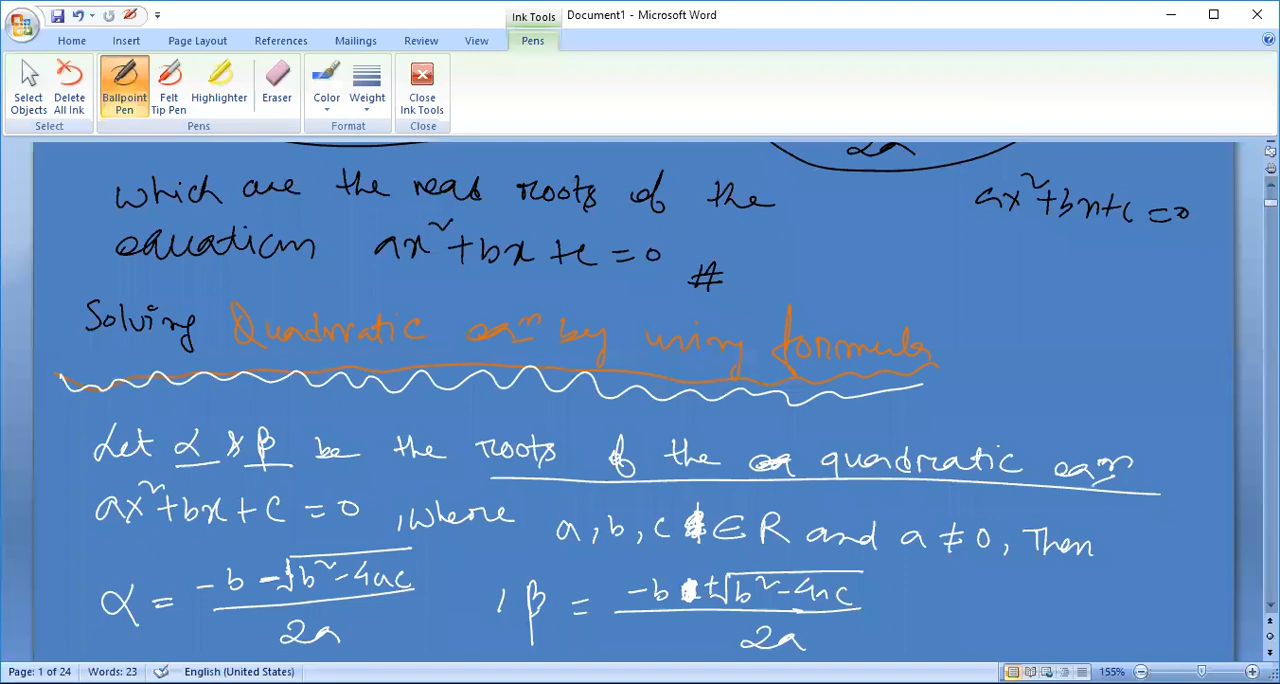 Ink Tools
Document1 - Microsoft Word
Home Insert Page Layout References Mailings Review View Pens
Select Objects
Delete All Ink
Ballpoint Pen
Felt Tip Pen
Highlighter
Eraser
Color
Weight
Close Ink Tools
Select Pens Format Close
2a
which are the real roots of the
equation ax²+bx+c=0 #
ax²+bx+c=0
Solving Quadratic eqn by using formula
Let α & β be the roots of the quadratic eqn
ax²+bx+c=0, where a, b, c ∈ R and a ≠ 0, Then
α = (-b - √(b²-4ac))/2a , β = (-b + √(b²-4ac))/2a
Page: 1 of 24 Words: 23 English (United States) 155%